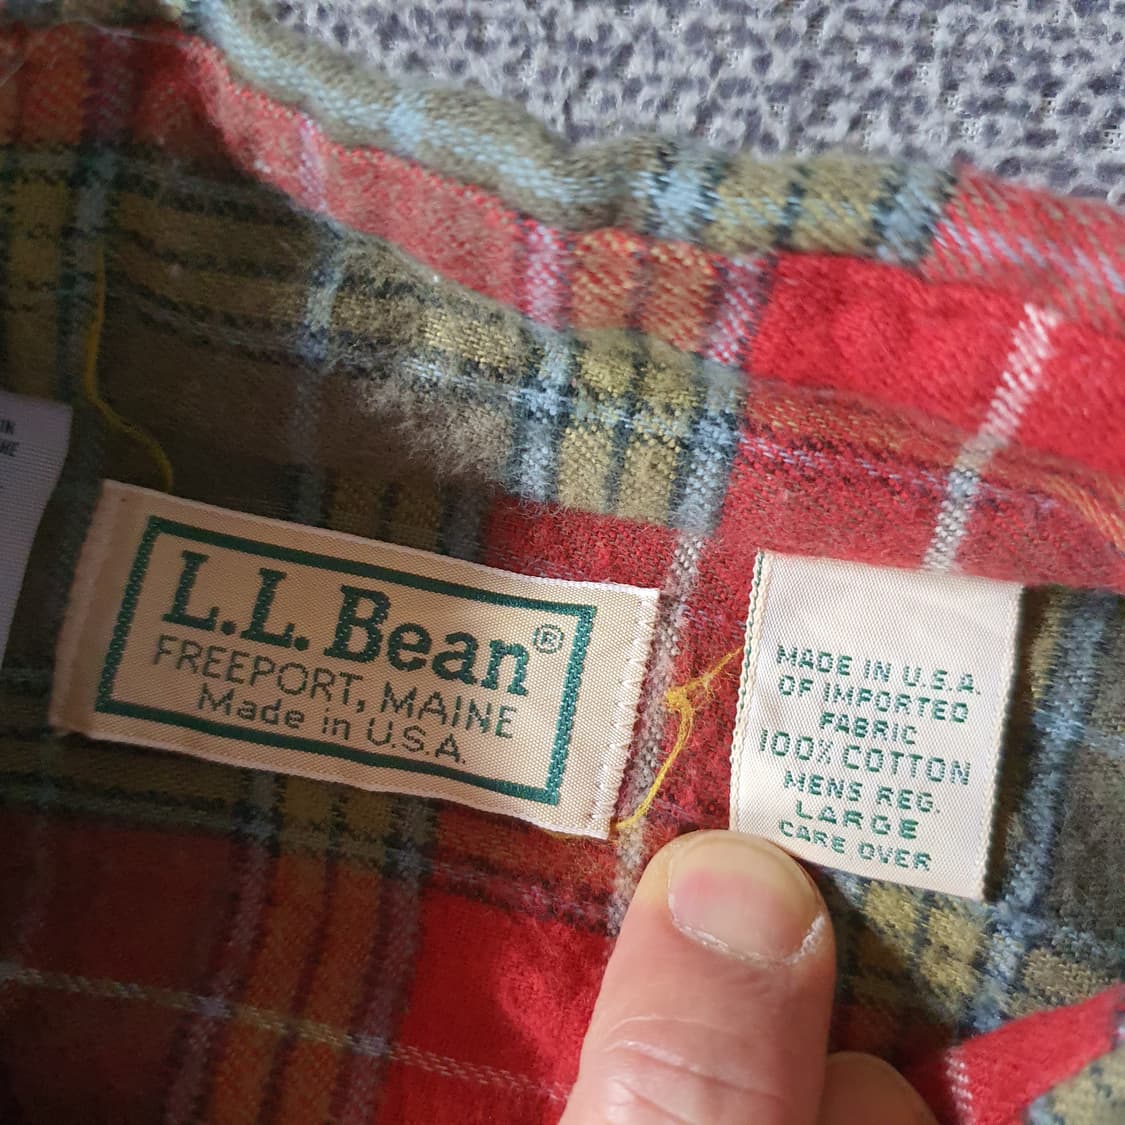 L.L.Bean®
FREEPORT, MAINE
Made in U.S.A.
MADE IN U.S.A.
OF IMPORTED
FABRIC
100% COTTON
MENS REG.
LARGE
CARE OVER